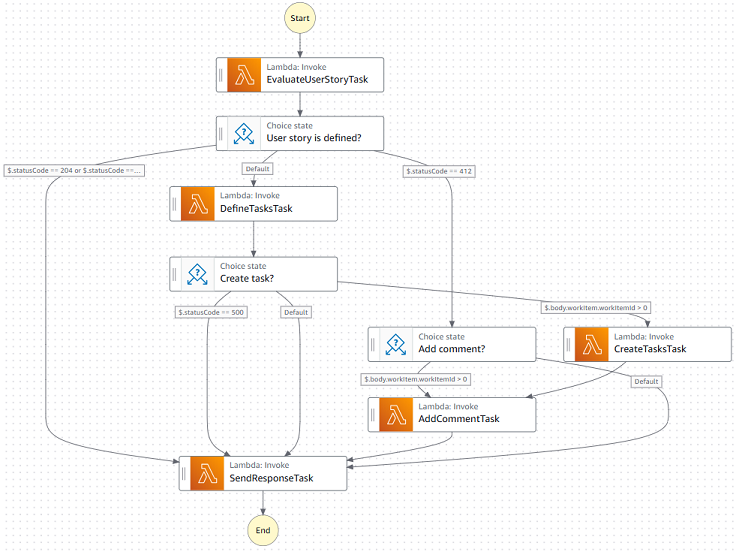 Start
Lambda: Invoke
EvaluateUserStoryTask
Choice state
User story is defined?
$.statusCode == 204 or $.statusCode ==...
Default
$.statusCode == 412
Lambda: Invoke
DefineTasksTask
Choice state
Create task?
$.statusCode == 500
Default
$.body.workItem.workItemId > 0
Choice state
Add comment?
Lambda: Invoke
CreateTasksTask
$.body.workItem.workItemId > 0
Default
Lambda: Invoke
AddCommentTask
Lambda: Invoke
SendResponseTask
End